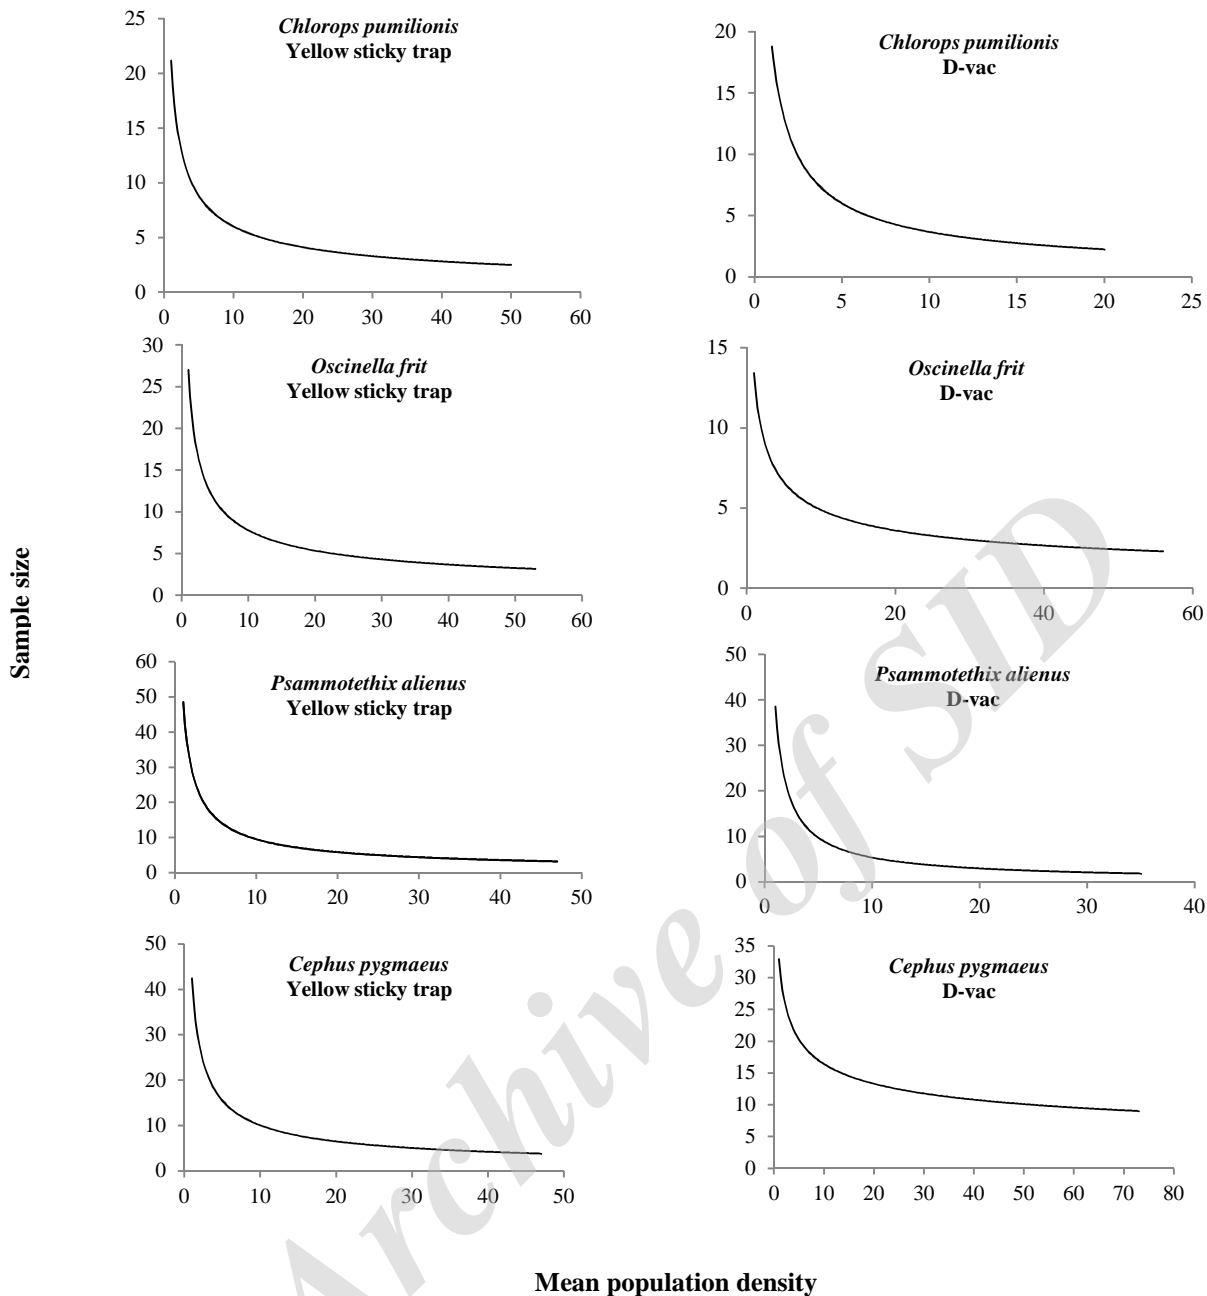 Chlorops pumilionis
Yellow sticky trap
25
20
15
10
5
0
0 10 20 30 40 50 60
Chlorops pumilionis
D-vac
20
15
10
5
0
0 5 10 15 20 25
Oscinella frit
Yellow sticky trap
30
25
20
15
10
5
0
0 10 20 30 40 50 60
Oscinella frit
D-vac
15
10
5
0
0 20 40 60
Psammotethix alienus
Yellow sticky trap
60
50
40
30
20
10
0
0 10 20 30 40 50
Psammotethix alienus
D-vac
50
40
30
20
10
0
0 10 20 30 40
Cephus pygmaeus
Yellow sticky trap
50
40
30
20
10
0
0 10 20 30 40 50
Cephus pygmaeus
D-vac
35
30
25
20
15
10
5
0
0 10 20 30 40 50 60 70 80
Sample size
Mean population density
Archive of SID